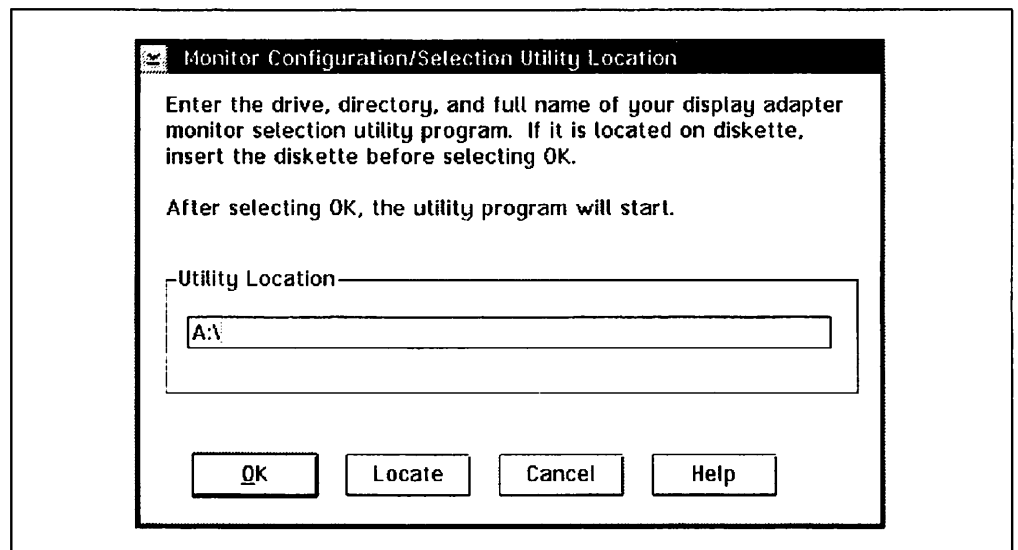 Monitor Configuration/Selection Utility Location
Enter the drive, directory, and full name of your display adapter
monitor selection utility program. If it is located on diskette,
insert the diskette before selecting OK.
After selecting OK, the utility program will start.
Utility Location
A:\
OK
Locate
Cancel
Help